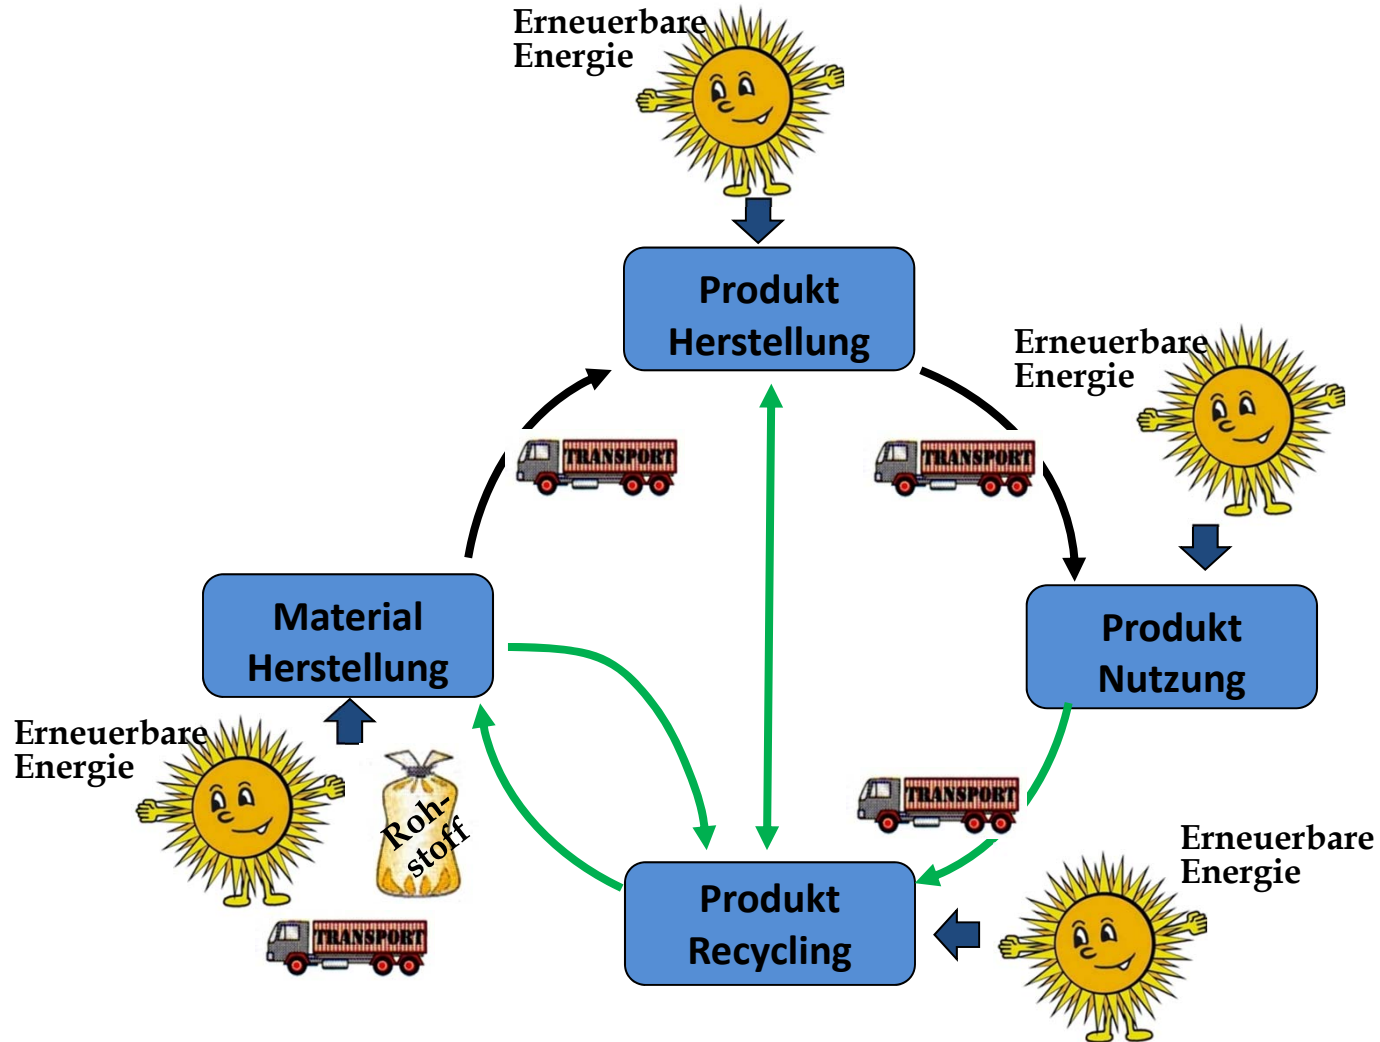 Erneuerbare
Energie
Produkt
Herstellung
Erneuerbare
Energie
TRANSPORT
TRANSPORT
Material
Herstellung
Produkt
Nutzung
Erneuerbare
Energie
Roh-
stoff
TRANSPORT
Erneuerbare
Energie
Produkt
Recycling
TRANSPORT